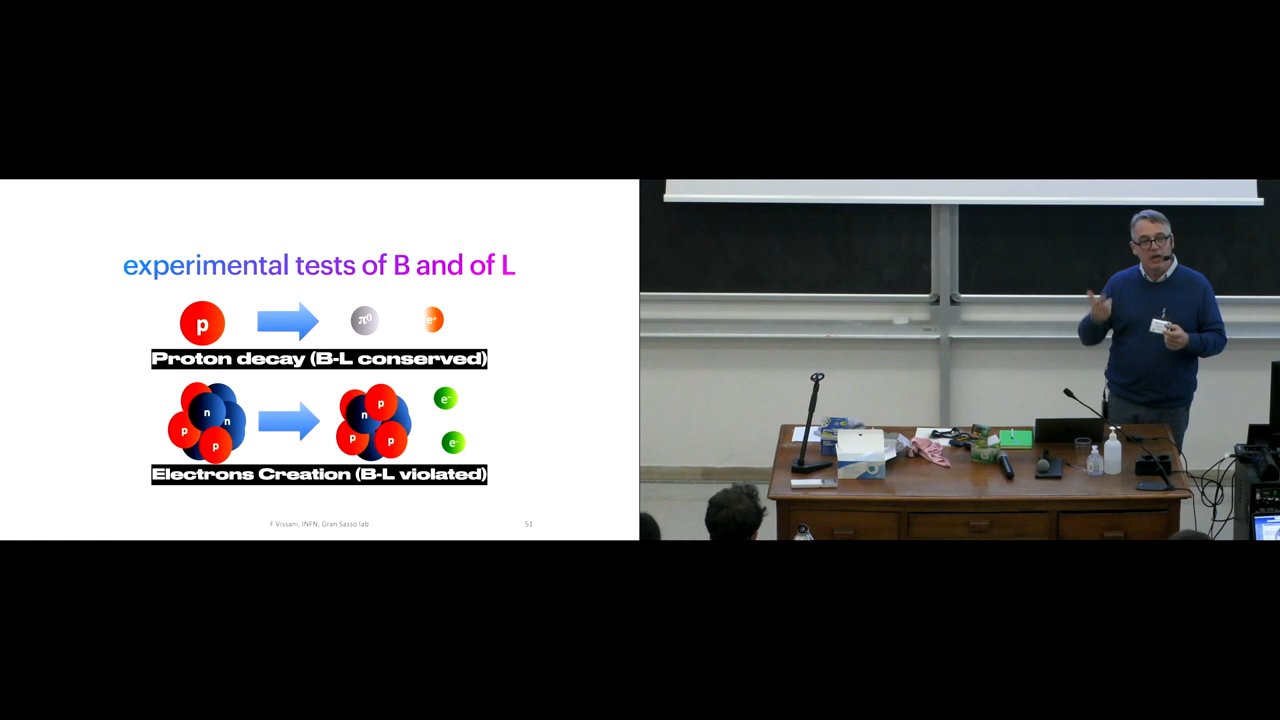 experimental tests of B and of L
p
π⁰
e⁺
Proton decay (B-L conserved)
n
n
p
p
n
p
p
p
e⁻
e⁻
Electrons Creation (B-L violated)
F Vissani, INFN, Gran Sasso lab
51